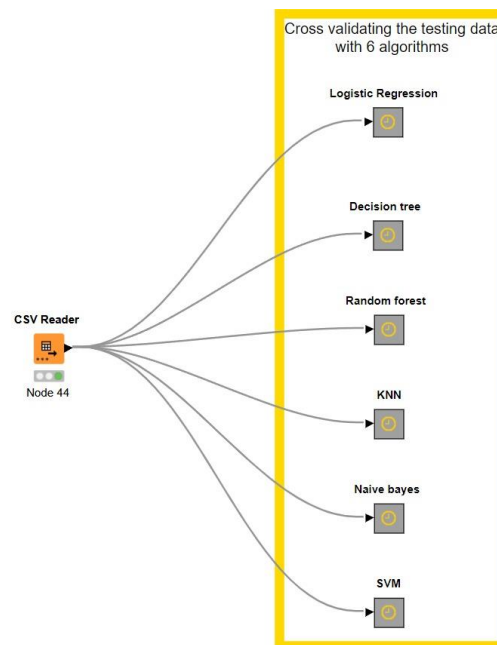 Cross validating the testing data
with 6 algorithms
Logistic Regression
Decision tree
Random forest
CSV Reader
Node 44
KNN
Naive bayes
SVM